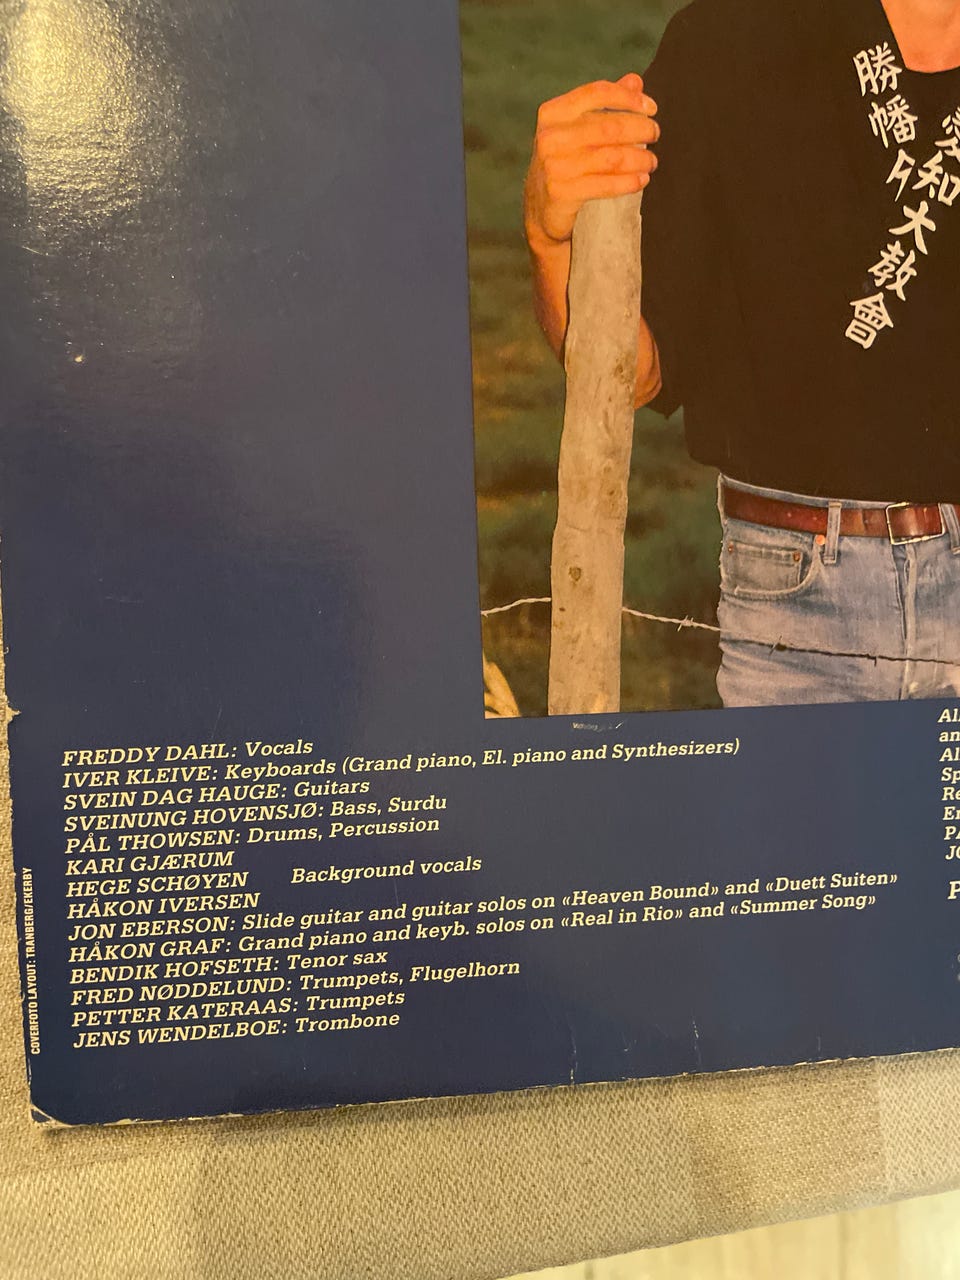 勝幡
愛知大教會
FREDDY DAHL: Vocals
IVER KLEIVE: Keyboards (Grand piano, El. piano and Synthesizers)
SVEIN DAG HAUGE: Guitars
SVEINUNG HOVENSJØ: Bass, Surdu
PÅL THOWSEN: Drums, Percussion
KARI GJÆRUM
HEGE SCHØYEN Background vocals
HÅKON IVERSEN
JON EBERSON: Slide guitar and guitar solos on «Heaven Bound» and «Duett Suiten»
HÅKON GRAF: Grand piano and keyb. solos on «Real in Rio» and «Summer Song»
BENDIK HOFSETH: Tenor sax
FRED NØDDELUND: Trumpets, Flugelhorn
PETTER KATERAAS: Trumpets
JENS WENDELBOE: Trombone
COVERFOTO LAYOUT: TRANBERG/EKERBY